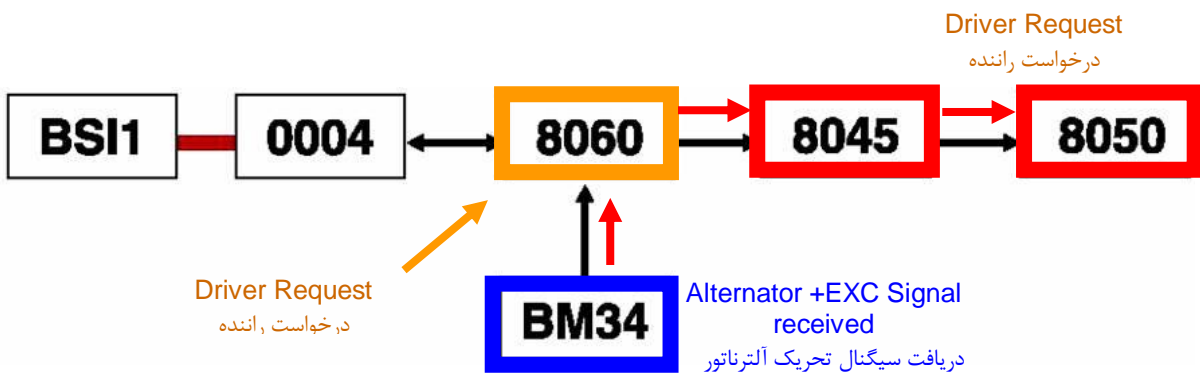 Driver Request
درخواست راننده
BSI1
0004
8060
8045
8050
Driver Request
درخواست راننده
BM34
Alternator +EXC Signal
received
دریافت سیگنال تحریک آلترناتور